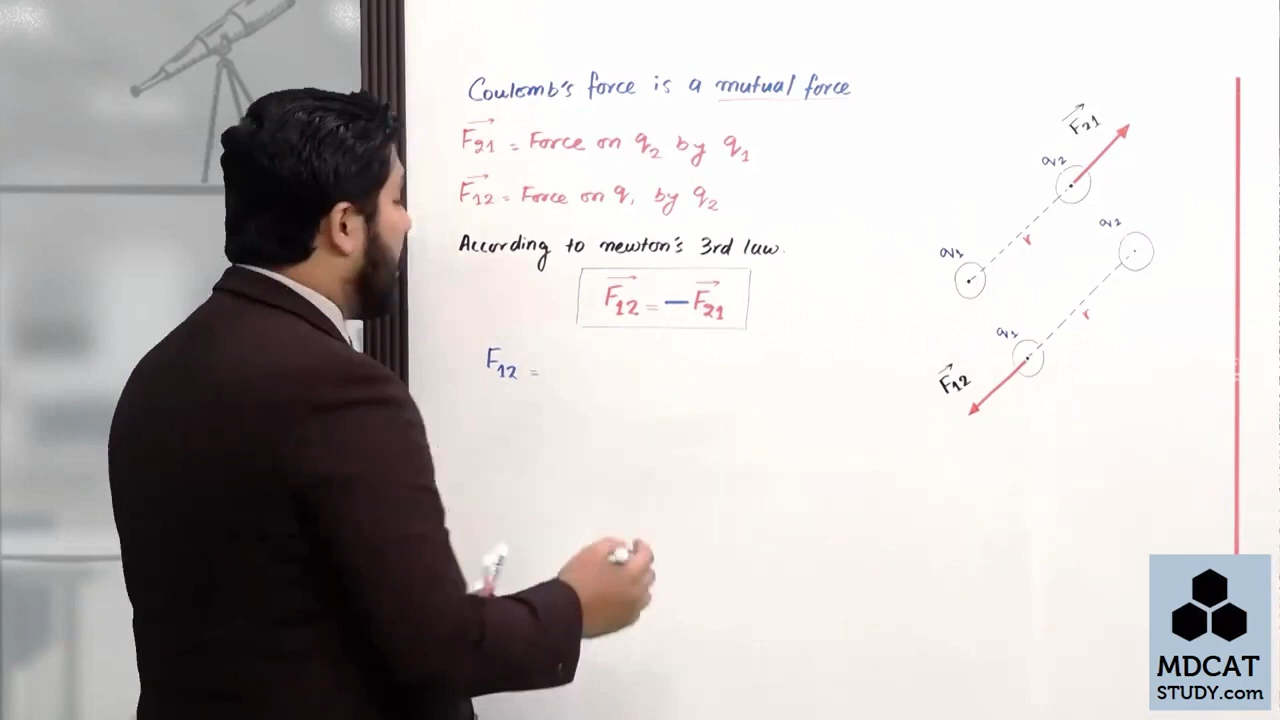 Coulomb's force is a mutual force
F21 = Force on q2 by q1
F12 = Force on q1 by q2
According to newton's 3rd law.
F12 = -F21
F12 =
F21
q2
r
q1
q2
r
q1
F12
MDCAT
STUDY.com